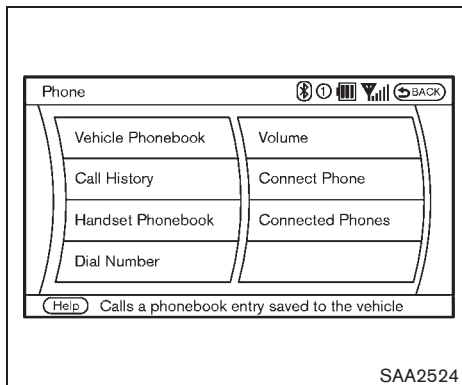 Phone ① BACK
Vehicle Phonebook Volume
Call History Connect Phone
Handset Phonebook Connected Phones
Dial Number
Help Calls a phonebook entry saved to the vehicle
SAA2524